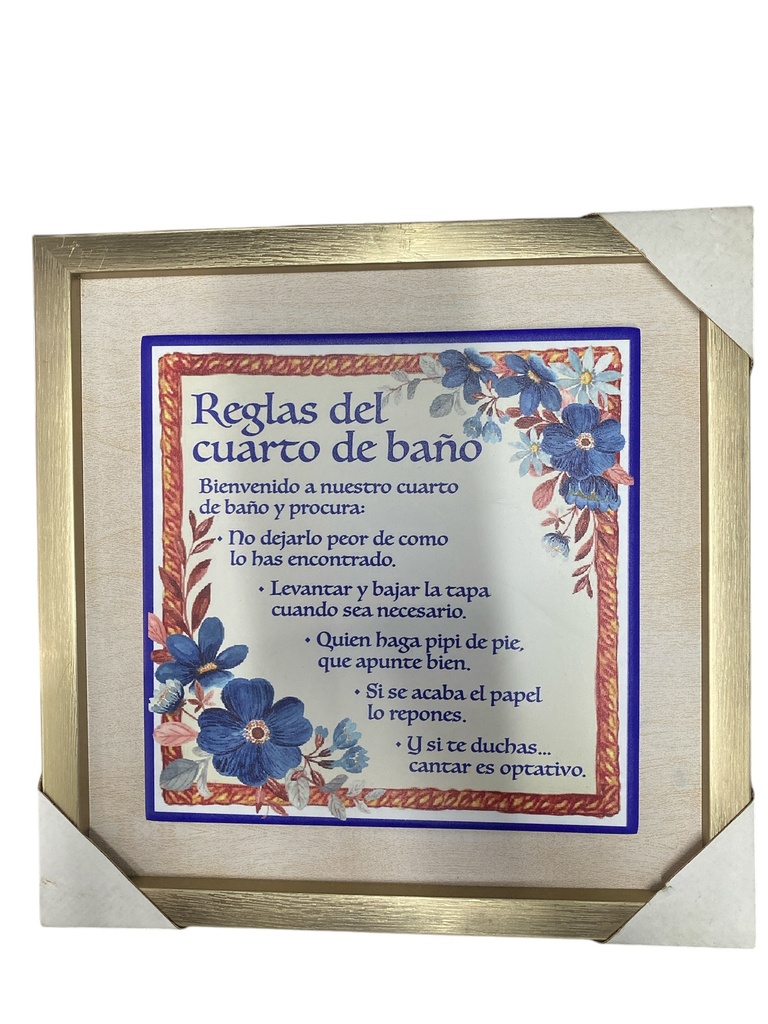 Reglas del
cuarto de baño
Bienvenido a nuestro cuarto
de baño y procura:
· No dejarlo peor de como
lo has encontrado.
· Levantar y bajar la tapa
cuando sea necesario.
· Quien haga pipi de pie,
que apunte bien.
· Si se acaba el papel
lo repones.
· Y si te duchas...
cantar es optativo.